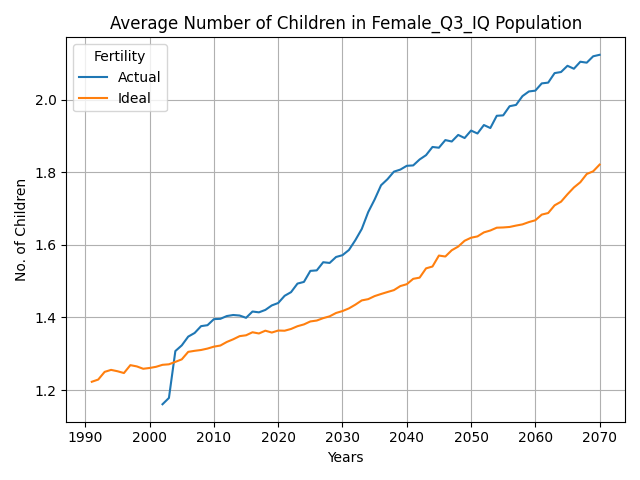 Average Number of Children in Female_Q3_IQ Population
Fertility
Actual
Ideal
No. of Children
2.0
1.8
1.6
1.4
1.2
1990 2000 2010 2020 2030 2040 2050 2060 2070
Years